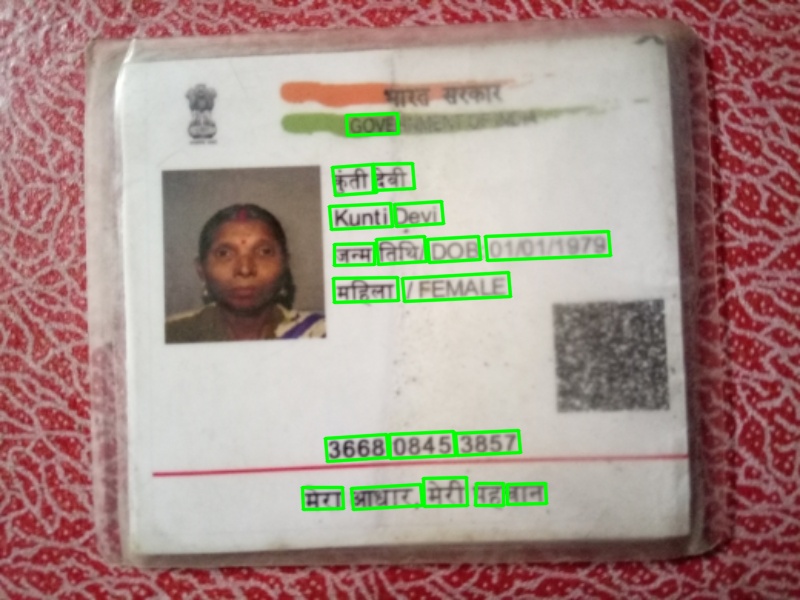 भारत सरकार
GOVERNMENT OF INDIA
कुंती देवी
Kunti Devi
जन्म तिथि/ DOB 01/01/1979
महिला / FEMALE
3668 0845 3857
मेरा आधार, मेरी पहचान